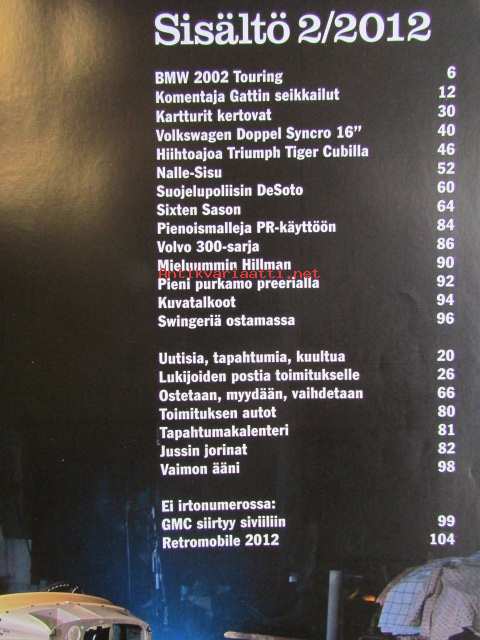 Sisältö 2/2012
BMW 2002 Touring 6
Komentaja Gattin seikkailut 12
Kartturit kertovat 30
Volkswagen Doppel Syncro 16” 40
Hiihtoajoa Triumph Tiger Cubilla 46
Nalle-Sisu 52
Suojelupoliisin DeSoto 60
Sixten Sason 64
Pienoismalleja PR-käyttöön 84
Volvo 300-sarja 86
Mieluummin Hillman 90
Antikvariaatti.net
Pieni purkamo preerialla 92
Kuvatalkoot 94
Swingeriä ostamassa 96
Uutisia, tapahtumia, kuultua 20
Lukijoiden postia toimitukselle 26
Ostetaan, myydään, vaihdetaan 66
Toimituksen autot 80
Tapahtumakalenteri 81
Jussin jorinat 82
Vaimon ääni 98
Ei irtonumerossa:
GMC siirtyy siviiliin 99
Retromobile 2012 104